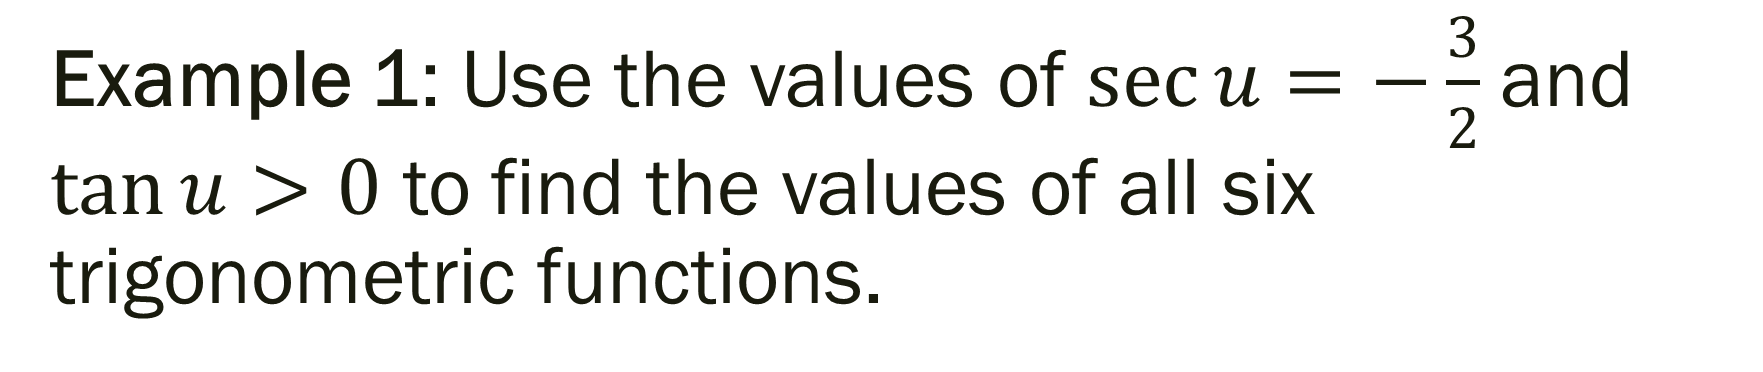 Example 1: Use the values of sec u = − 3/2 and
tan u > 0 to find the values of all six
trigonometric functions.